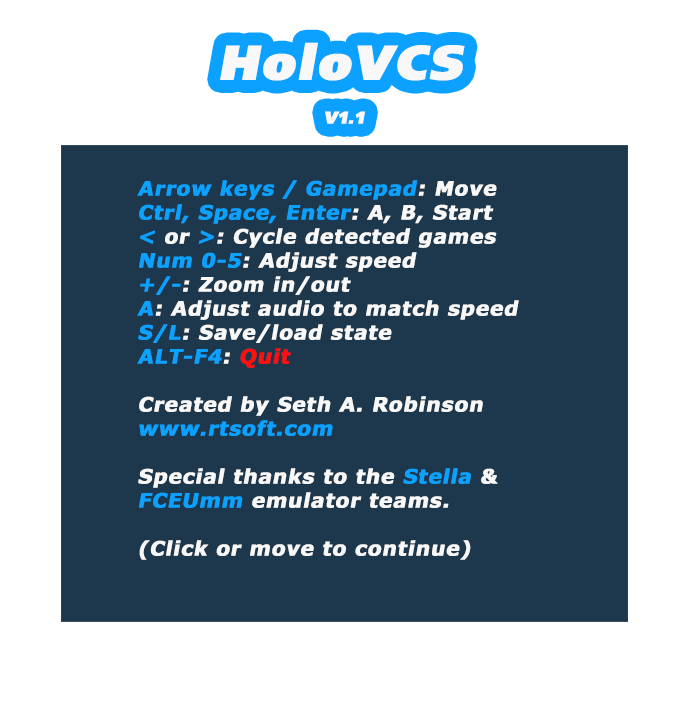 HoloVCS
V1.1
Arrow keys / Gamepad: Move
Ctrl, Space, Enter: A, B, Start
< or >: Cycle detected games
Num 0-5: Adjust speed
+/-: Zoom in/out
A: Adjust audio to match speed
S/L: Save/load state
ALT-F4: Quit
Created by Seth A. Robinson
www.rtsoft.com
Special thanks to the Stella &
FCEUmm emulator teams.
(Click or move to continue)